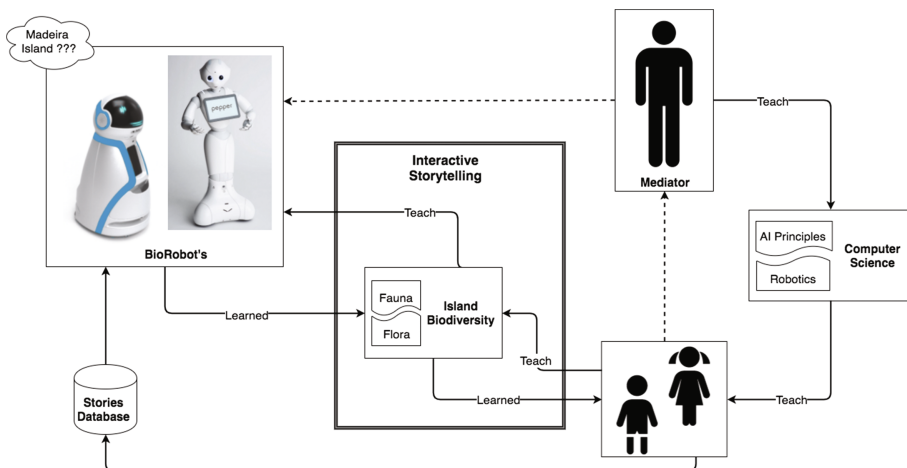 Madeira
Island ???
pepper
BioRobot's
Interactive
Storytelling
Mediator
Teach
Teach
AI Principles
Robotics
Computer
Science
Learned
Fauna
Flora
Island
Biodiversity
Teach
Learned
Teach
Stories
Database